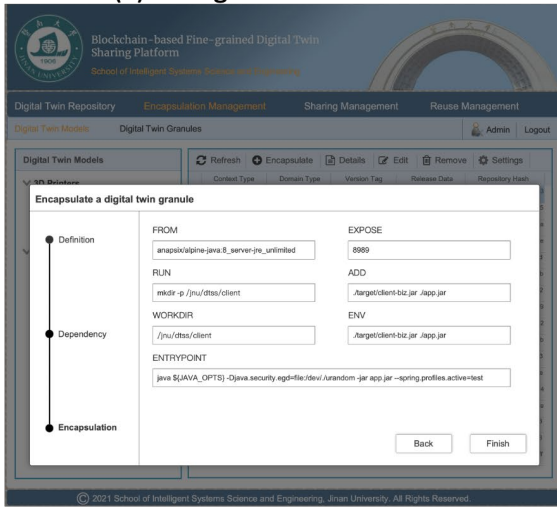 Blockchain-based Fine-grained Digital Twin
Sharing Platform
School of Intelligent Systems Science and Engineering
1906
JINAN UNIVERSITY
Digital Twin Repository Encapsulation Management Sharing Management Reuse Management
Digital Twin Models Digital Twin Granules Admin Logout
Digital Twin Models Refresh Encapsulate Details Edit Remove Settings
3D Printers Context Type Domain Type Version Tag Release Data Repository Hash
Encapsulate a digital twin granule
Definition
Dependency
Encapsulation
FROM EXPOSE
anapsix/alpine-java:8_server-jre_unlimited 8989
RUN ADD
mkdir -p /jnu/dtss/client ./target/client-biz.jar ./app.jar
WORKDIR ENV
/jnu/dtss/client ./target/client-biz.jar ./app.jar
ENTRYPOINT
java ${JAVA_OPTS} -Djava.security.egd=file:/dev/./urandom -jar app.jar --spring.profiles.active=test
Back Finish
© 2021 School of Intelligent Systems Science and Engineering, Jinan University. All Rights Reserved.